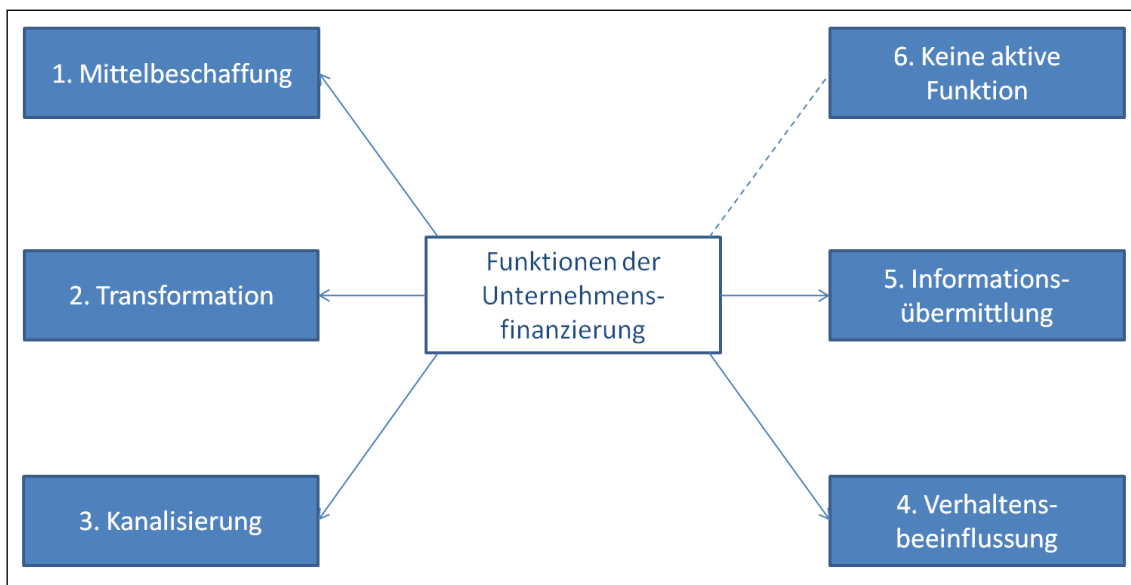 1. Mittelbeschaffung
2. Transformation
3. Kanalisierung
Funktionen der
Unternehmens-
finanzierung
6. Keine aktive
Funktion
5. Informations-
übermittlung
4. Verhaltens-
beeinflussung